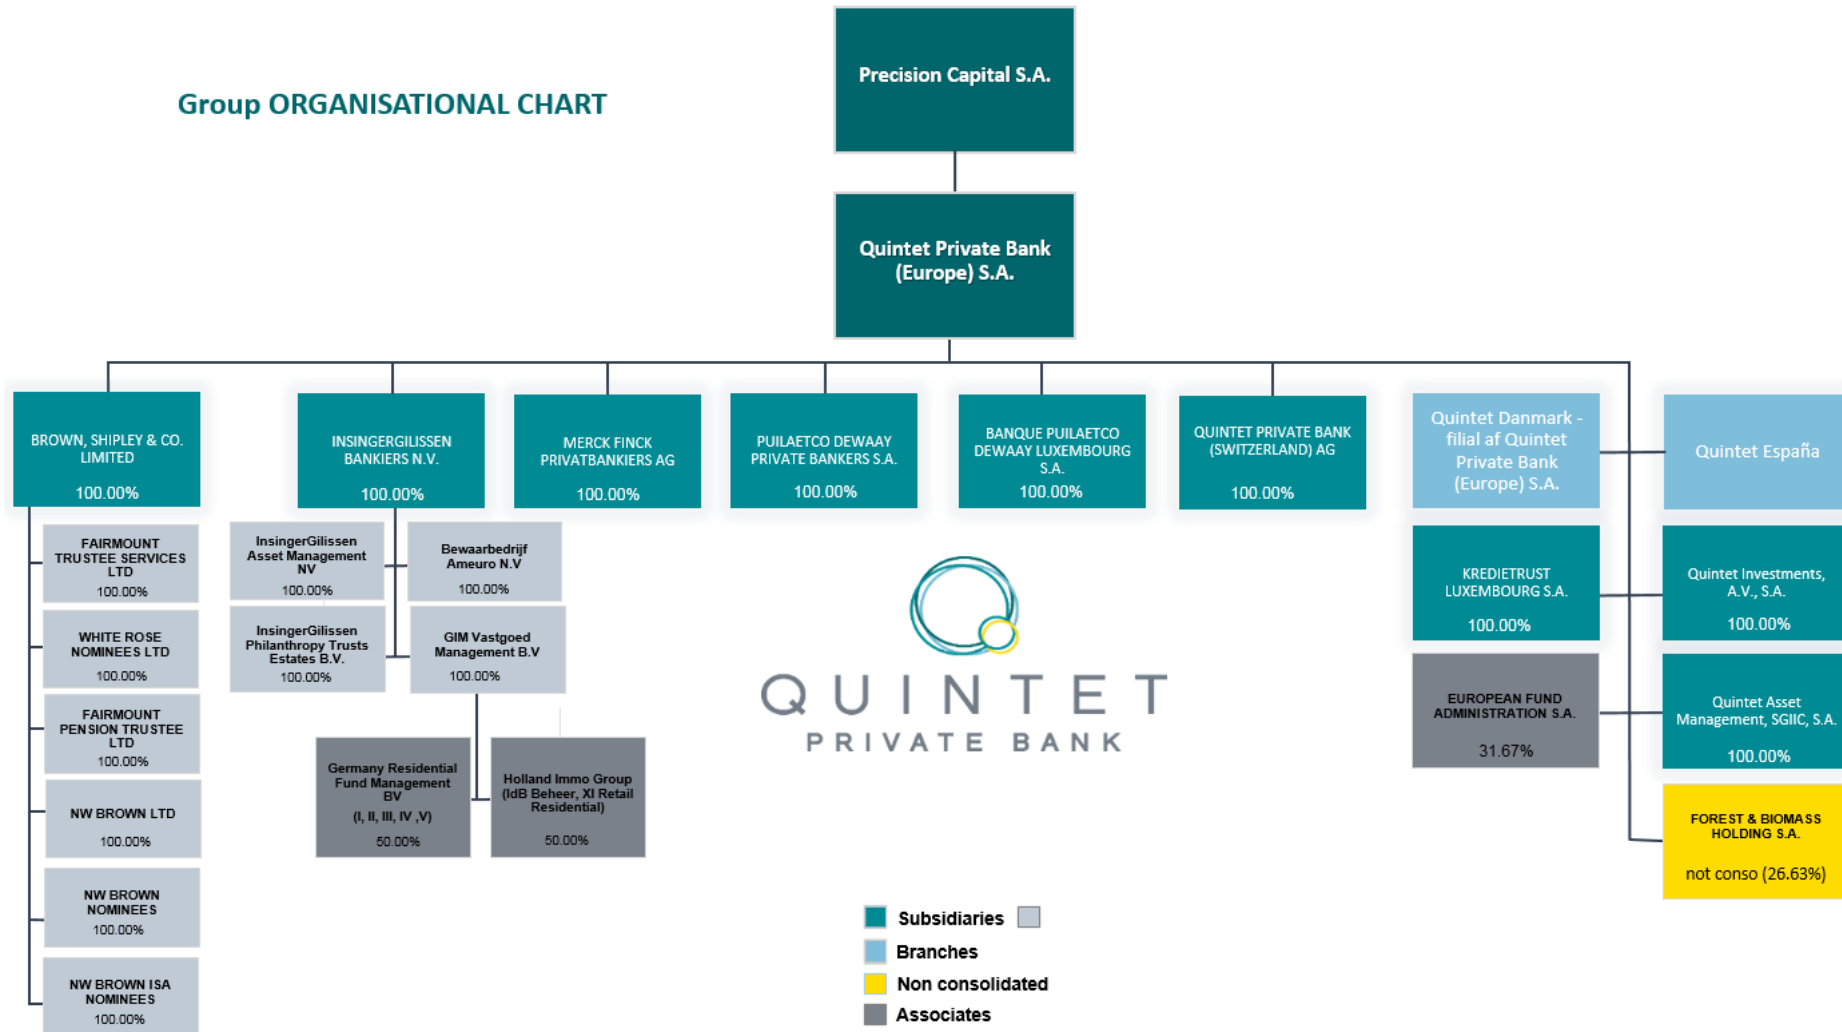 Group ORGANISATIONAL CHART
Precision Capital S.A.
Quintet Private Bank
(Europe) S.A.
BROWN, SHIPLEY & CO.
LIMITED
100.00%
INSINGERGILISSEN
BANKIERS N.V.
100.00%
MERCK FINCK
PRIVATBANKIERS AG
100.00%
PUILAETCO DEWAAY
PRIVATE BANKERS S.A.
100.00%
BANQUE PUILAETCO
DEWAAY LUXEMBOURG
S.A.
100.00%
QUINTET PRIVATE BANK
(SWITZERLAND) AG
100.00%
Quintet Danmark -
filial af Quintet
Private Bank
(Europe) S.A.
Quintet España
FAIRMOUNT
TRUSTEE SERVICES
LTD
100.00%
WHITE ROSE
NOMINEES LTD
100.00%
FAIRMOUNT
PENSION TRUSTEE
LTD
100.00%
NW BROWN LTD
100.00%
NW BROWN
NOMINEES
100.00%
NW BROWN ISA
NOMINEES
100.00%
InsingerGilissen
Asset Management
NV
100.00%
Bewaarbedrijf
Ameuro N.V
100.00%
InsingerGilissen
Philanthropy Trusts
Estates B.V.
100.00%
GIM Vastgoed
Management B.V
100.00%
Germany Residential
Fund Management
BV
(I, II, III, IV ,V)
50.00%
Holland Immo Group
(IdB Beheer, XI Retail
Residential)
50.00%
QUINTET
PRIVATE BANK
KREDIETRUST
LUXEMBOURG S.A.
100.00%
Quintet Investments,
A.V., S.A.
100.00%
EUROPEAN FUND
ADMINISTRATION S.A.
31.67%
Quintet Asset
Management, SGIIC, S.A.
100.00%
FOREST & BIOMASS
HOLDING S.A.
not conso (26.63%)
Subsidiaries
Branches
Non consolidated
Associates